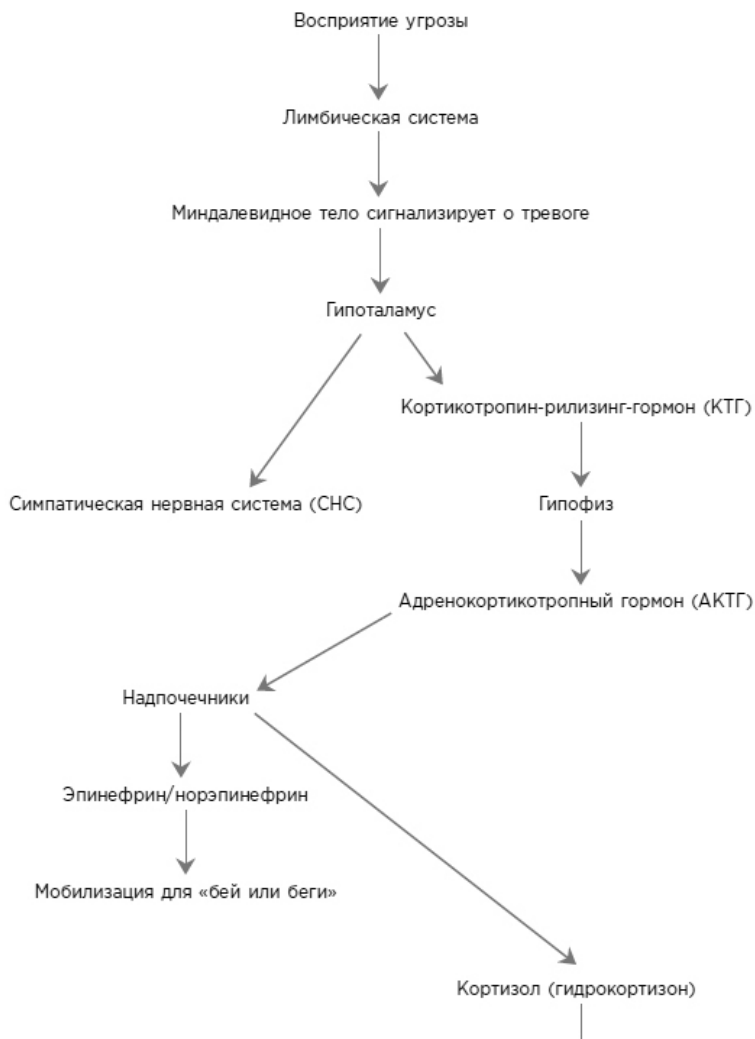 Восприятие угрозы
Лимбическая система
Миндалевидное тело сигнализирует о тревоге
Гипоталамус
Кортикотропин-рилизинг-гормон (КТГ)
Симпатическая нервная система (СНС)
Гипофиз
Адренокортикотропный гормон (АКТГ)
Надпочечники
Эпинефрин/норэпинефрин
Мобилизация для «бей или беги»
Кортизол (гидрокортизон)